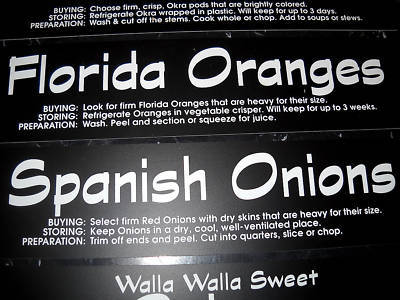 BUYING: Choose firm, crisp, Okra pods that are brightly colored.
STORING: Refrigerate Okra wrapped in plastic. Will keep for up to 3 days.
PREPARATION: Wash & cut off the stems. Cook whole or chop. Add to soups or stews.
Florida Oranges
BUYING: Look for firm Florida Oranges that are heavy for their size.
STORING: Refrigerate Oranges in vegetable crisper. Will keep for up to 3 weeks.
PREPARATION: Wash. Peel and section or squeeze for juice.
Spanish Onions
BUYING: Select firm Red Onions with dry skins that are heavy for their size.
STORING: Keep Onions in a dry, cool, well-ventilated place.
PREPARATION: Trim off ends and peel. Cut into quarters, slice or chop.
Walla Walla Sweet